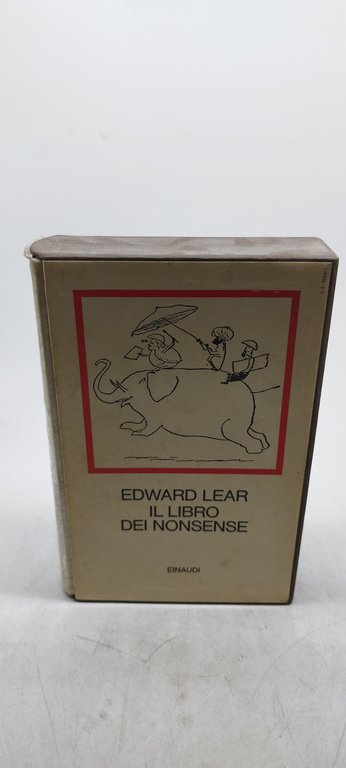 EDWARD LEAR
IL LIBRO
DEI NONSENSE
EINAUDI